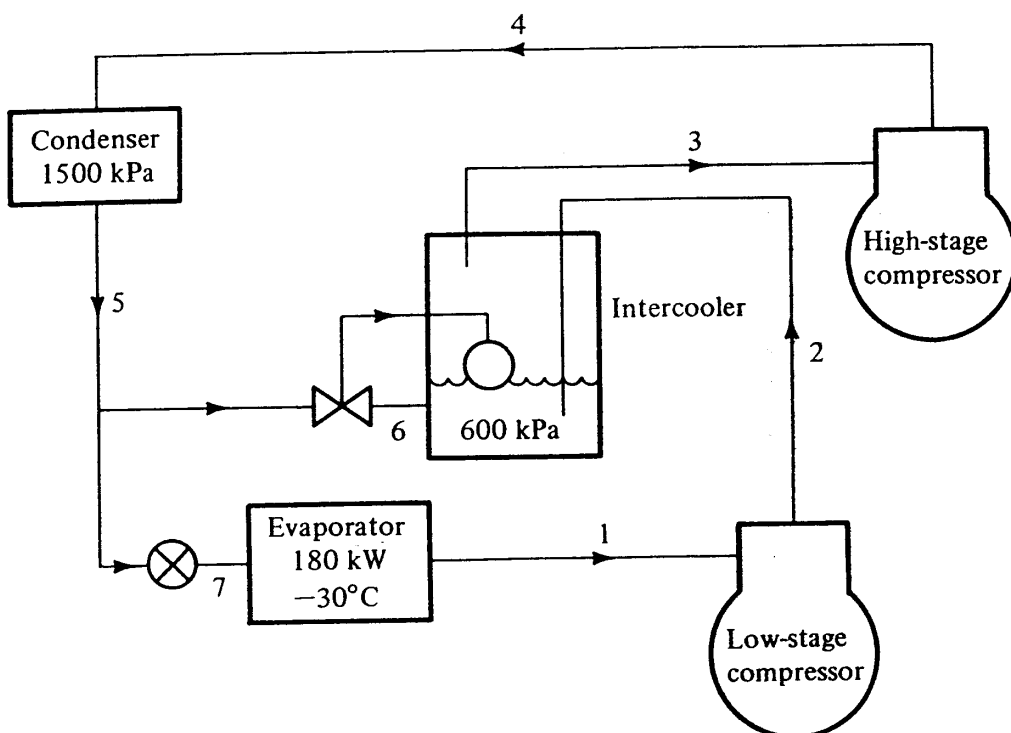 4
Condenser
1500 kPa
3
High-stage
compressor
5
Intercooler
2
6
600 kPa
Evaporator
180 kW
−30°C
1
7
Low-stage
compressor